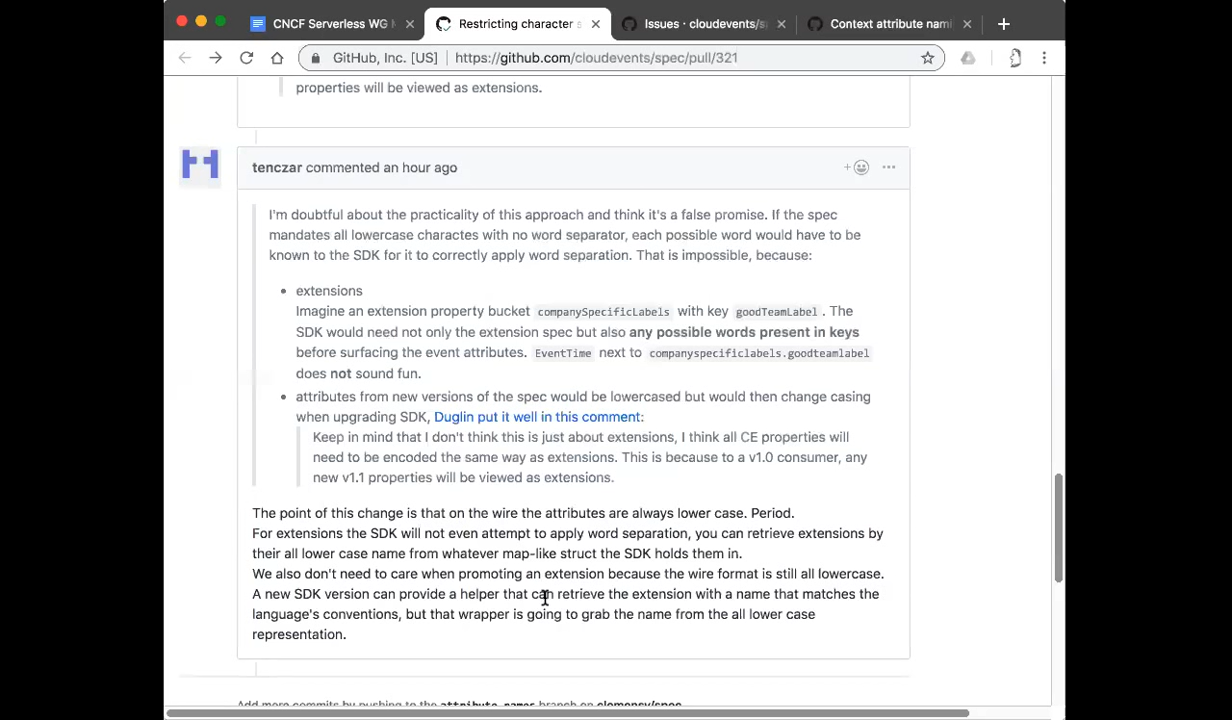 CNCF Serverless WG
Restricting character
Issues · cloudevents/s
Context attribute nami
GitHub, Inc. [US]
https://github.com/cloudevents/spec/pull/321
properties will be viewed as extensions.
tenczar commented an hour ago
I'm doubtful about the practicality of this approach and think it's a false promise. If the spec
mandates all lowercase charactes with no word separator, each possible word would have to be
known to the SDK for it to correctly apply word separation. That is impossible, because:
• extensions
Imagine an extension property bucket companySpecificLabels with key goodTeamLabel . The
SDK would need not only the extension spec but also any possible words present in keys
before surfacing the event attributes. EventTime next to companyspecificlabels.goodteamlabel
does not sound fun.
• attributes from new versions of the spec would be lowercased but would then change casing
when upgrading SDK, Duglin put it well in this comment:
Keep in mind that I don't think this is just about extensions, I think all CE properties will
need to be encoded the same way as extensions. This is because to a v1.0 consumer, any
new v1.1 properties will be viewed as extensions.
The point of this change is that on the wire the attributes are always lower case. Period.
For extensions the SDK will not even attempt to apply word separation, you can retrieve extensions by
their all lower case name from whatever map-like struct the SDK holds them in.
We also don't need to care when promoting an extension because the wire format is still all lowercase.
A new SDK version can provide a helper that can retrieve the extension with a name that matches the
language's conventions, but that wrapper is going to grab the name from the all lower case
representation.
Add more commits by pushing to the attribute-names branch on clemensv/spec.